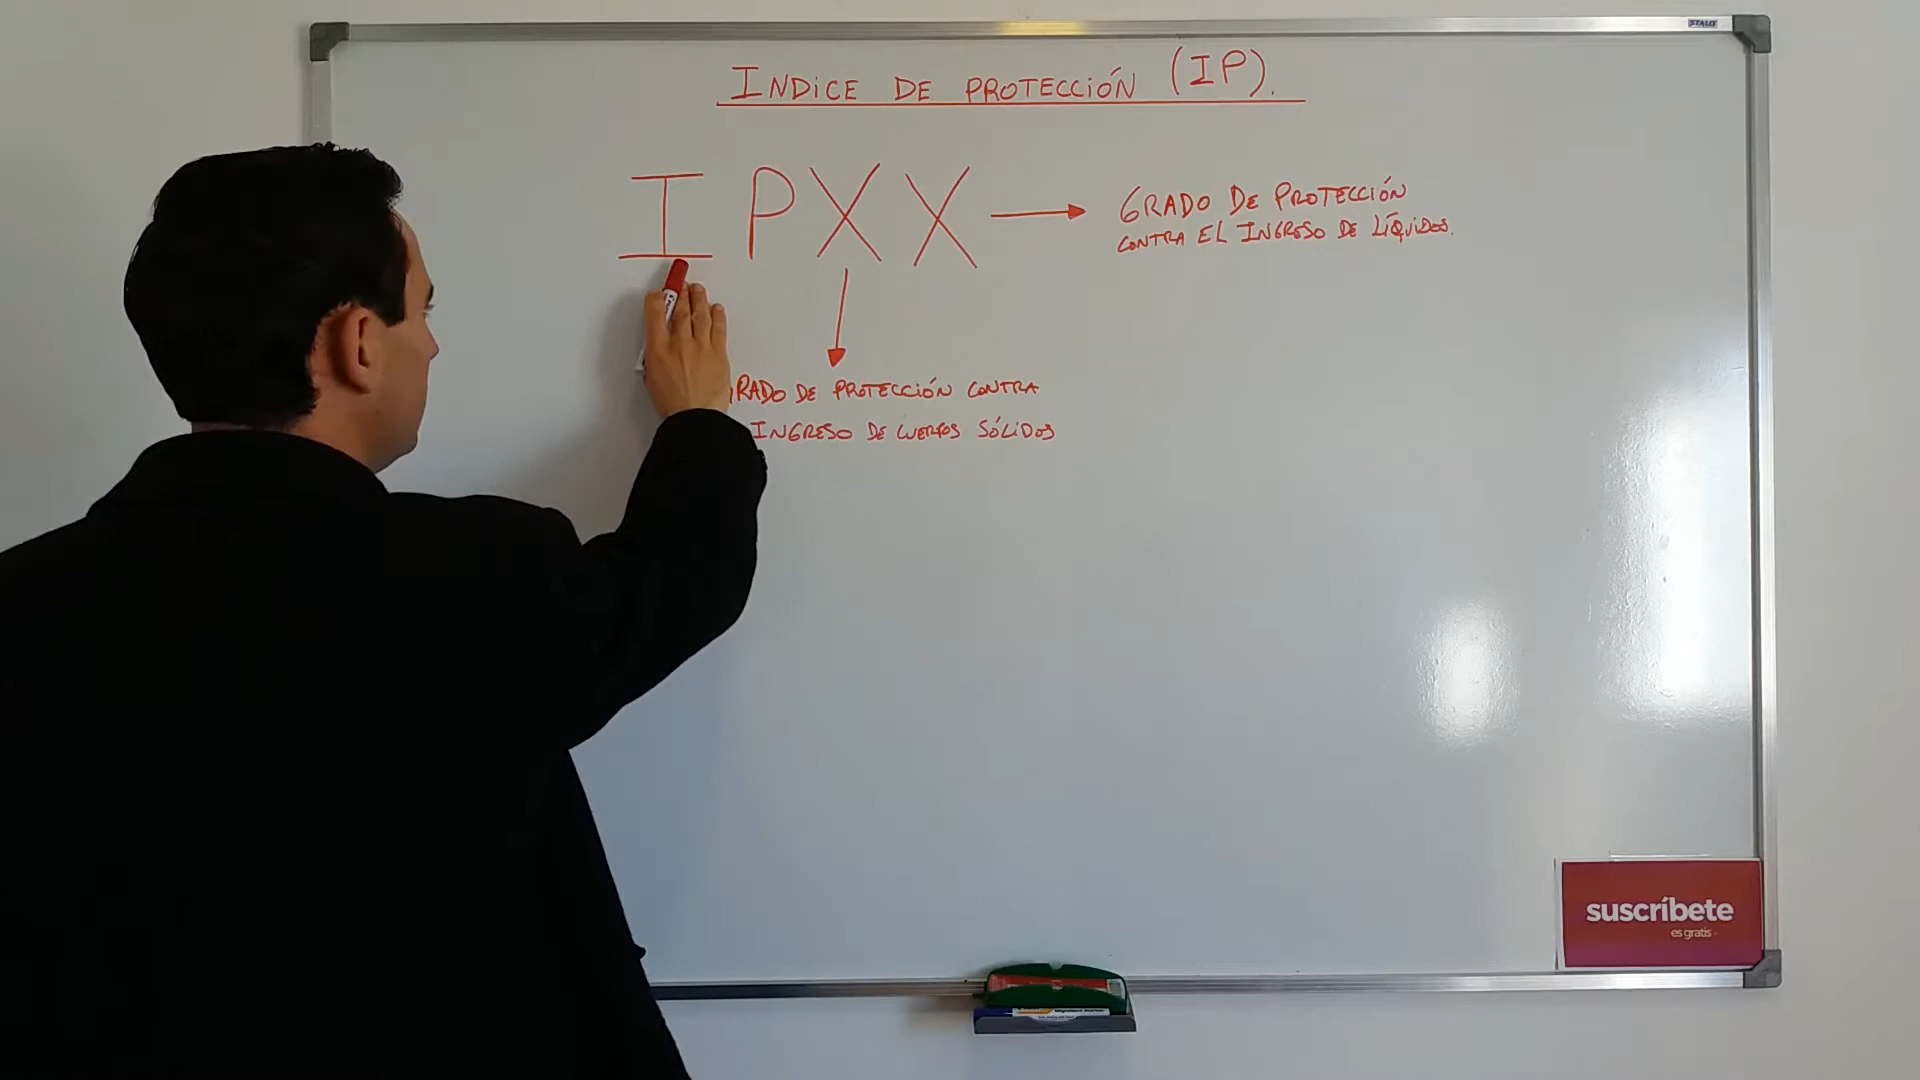 INDICE DE PROTECCIÓN (IP).
IPXX
GRADO DE PROTECCIÓN
CONTRA EL INGRESO DE LÍQUIDOS.
RADO DE PROTECCIÓN CONTRA
INGRESO DE CUERPOS SÓLIDOS
suscríbete
es gratis -